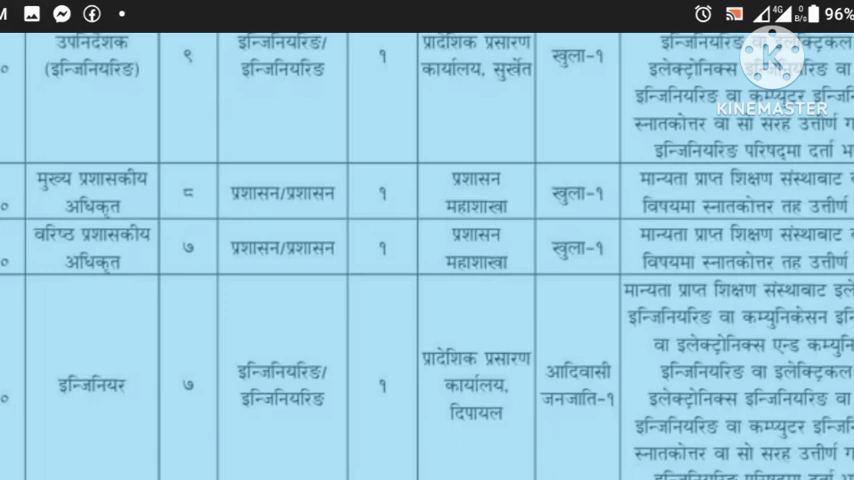 M 4G 0 B/s 96%
KINEMASTER
उपनिर्देशक
(इन्जिनियरिङ)
९
इन्जिनियरिङ/
इन्जिनियरिङ
१
प्रादेशिक प्रसारण
कार्यालय, सुर्खेत
खुला-१
इन्जिनियरिङ वा इलेक्ट्रिकल
इलेक्ट्रोनिक्स इन्जिनियरिङ वा
इन्जिनियरिङ वा कम्प्युटर इन्जिनि
स्नातकोत्तर वा सो सरह उत्तीर्ण ग
इन्जिनियरिङ परिषद्मा दर्ता भ
०
मुख्य प्रशासकीय
अधिकृत
८
प्रशासन/प्रशासन
१
प्रशासन
महाशाखा
खुला-१
मान्यता प्राप्त शिक्षण संस्थाबाट
विषयमा स्नातकोत्तर तह उत्तीर्ण
०
वरिष्ठ प्रशासकीय
अधिकृत
७
प्रशासन/प्रशासन
१
प्रशासन
महाशाखा
खुला-१
मान्यता प्राप्त शिक्षण संस्थाबाट
विषयमा स्नातकोत्तर तह उत्तीर्ण
०
इन्जिनियर
७
इन्जिनियरिङ/
इन्जिनियरिङ
१
प्रादेशिक प्रसारण
कार्यालय,
दिपायल
आदिवासी
जनजाति-१
मान्यता प्राप्त शिक्षण संस्थाबाट इले
इन्जिनियरिङ वा कम्युनिकेसन इन्
वा इलेक्ट्रोनिक्स एन्ड कम्युनि
इन्जिनियरिङ वा इलेक्ट्रिकल
इलेक्ट्रोनिक्स इन्जिनियरिङ वा
इन्जिनियरिङ वा कम्प्युटर इन्जिनि
स्नातकोत्तर वा सो सरह उत्तीर्ण ग